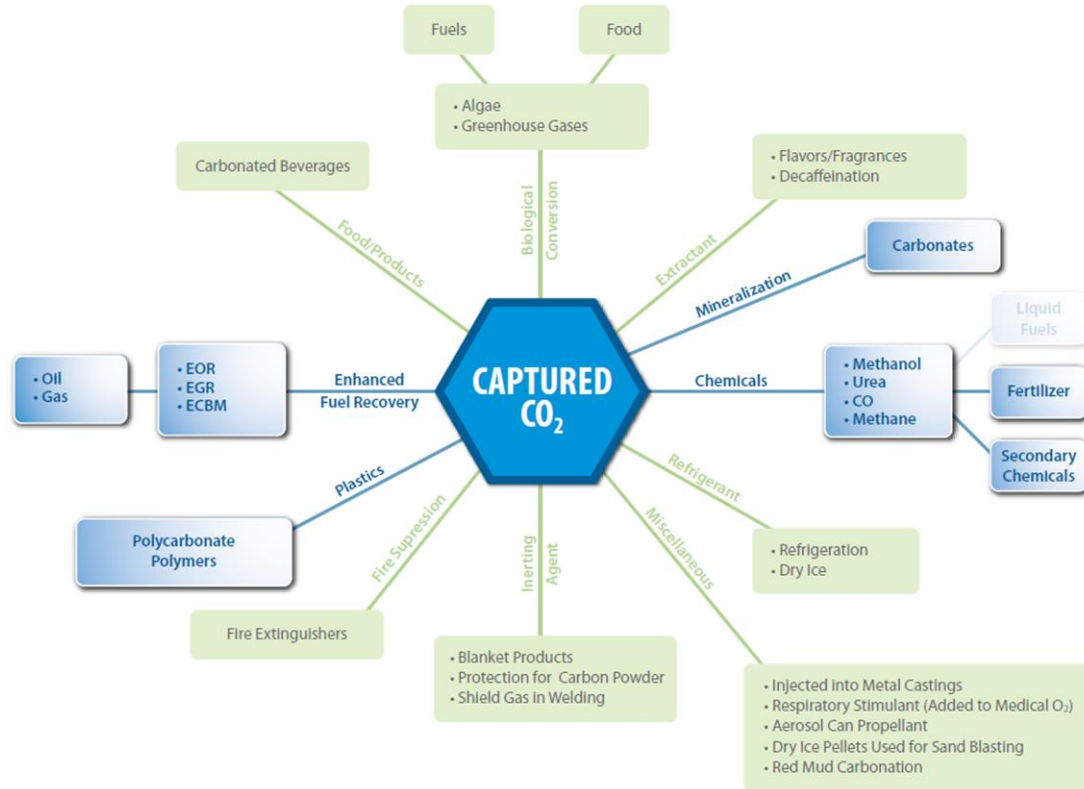 Fuels
Food
• Algae
• Greenhouse Gases
Carbonated Beverages
• Flavors/Fragrances
• Decaffeination
Food/Products
Biological
Conversion
Extractant
Carbonates
Mineralization
Liquid
Fuels
• Oil
• Gas
• EOR
• EGR
• ECBM
Enhanced
Fuel Recovery
CAPTURED
CO₂
Chemicals
• Methanol
• Urea
• CO
• Methane
Fertilizer
Secondary
Chemicals
Plastics
Polycarbonate
Polymers
Fire Supression
Inerting
Agent
Miscellaneous
Refrigerant
• Refrigeration
• Dry Ice
Fire Extinguishers
• Blanket Products
• Protection for Carbon Powder
• Shield Gas in Welding
• Injected into Metal Castings
• Respiratory Stimulant (Added to Medical O₂)
• Aerosol Can Propellant
• Dry Ice Pellets Used for Sand Blasting
• Red Mud Carbonation